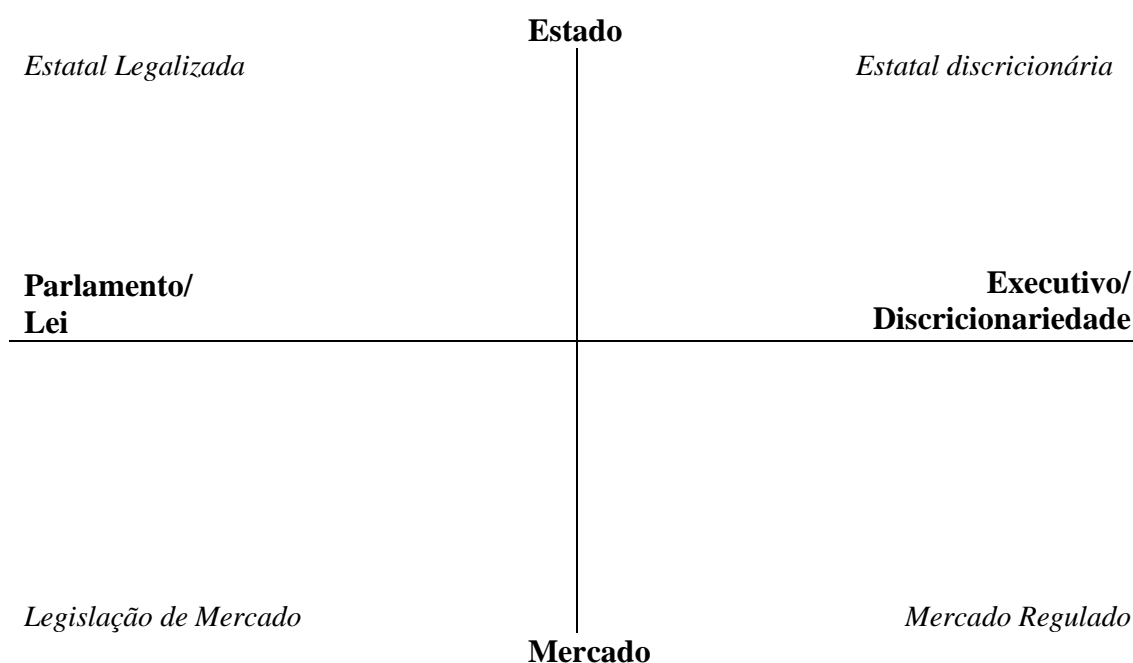 Estado
Estatal Legalizada
Estatal discricionária
Parlamento/
Lei
Executivo/
Discricionariedade
Legislação de Mercado
Mercado Regulado
Mercado